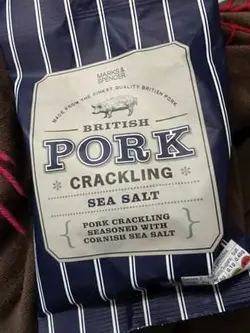 MARKS &
SPENCER
MADE FROM THE FINEST QUALITY BRITISH PORK
BRITISH
PORK
CRACKLING
SEA SALT
PORK CRACKLING
SEASONED WITH
CORNISH SEA SALT